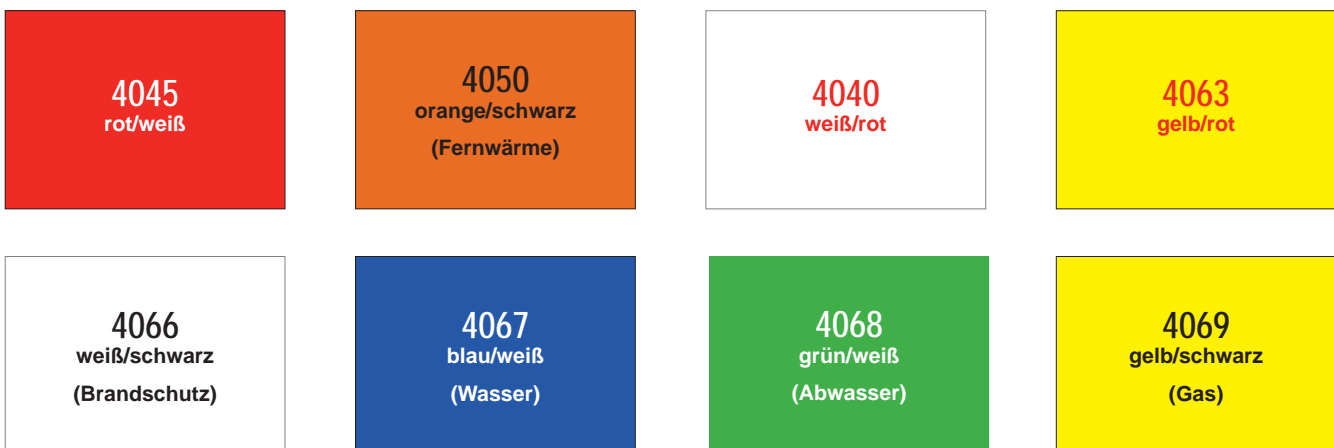 4045
rot/weiß
4050
orange/schwarz
(Fernwärme)
4040
weiß/rot
4063
gelb/rot
4066
weiß/schwarz
(Brandschutz)
4067
blau/weiß
(Wasser)
4068
grün/weiß
(Abwasser)
4069
gelb/schwarz
(Gas)